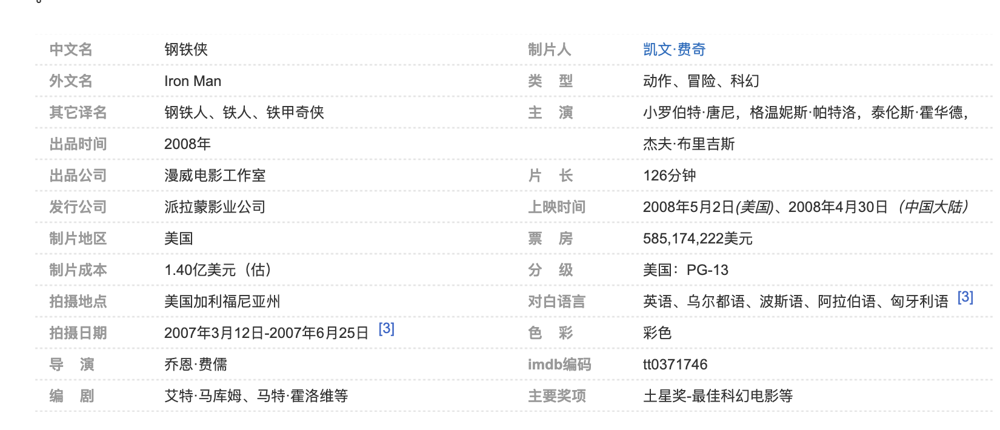 。
中文名 钢铁侠
外文名 Iron Man
其它译名 钢铁人、铁人、铁甲奇侠
出品时间 2008年
出品公司 漫威电影工作室
发行公司 派拉蒙影业公司
制片地区 美国
制片成本 1.40亿美元（估）
拍摄地点 美国加利福尼亚州
拍摄日期 2007年3月12日-2007年6月25日 [3]
导 演 乔恩·费儒
编 剧 艾特·马库姆、马特·霍洛维等
制片人 凯文·费奇
类 型 动作、冒险、科幻
主 演 小罗伯特·唐尼，格温妮斯·帕特洛，泰伦斯·霍华德，
杰夫·布里吉斯
片 长 126分钟
上映时间 2008年5月2日(美国)、2008年4月30日（中国大陆）
票 房 585,174,222美元
分 级 美国：PG-13
对白语言 英语、乌尔都语、波斯语、阿拉伯语、匈牙利语 [3]
色 彩 彩色
imdb编码 tt0371746
主要奖项 土星奖-最佳科幻电影等